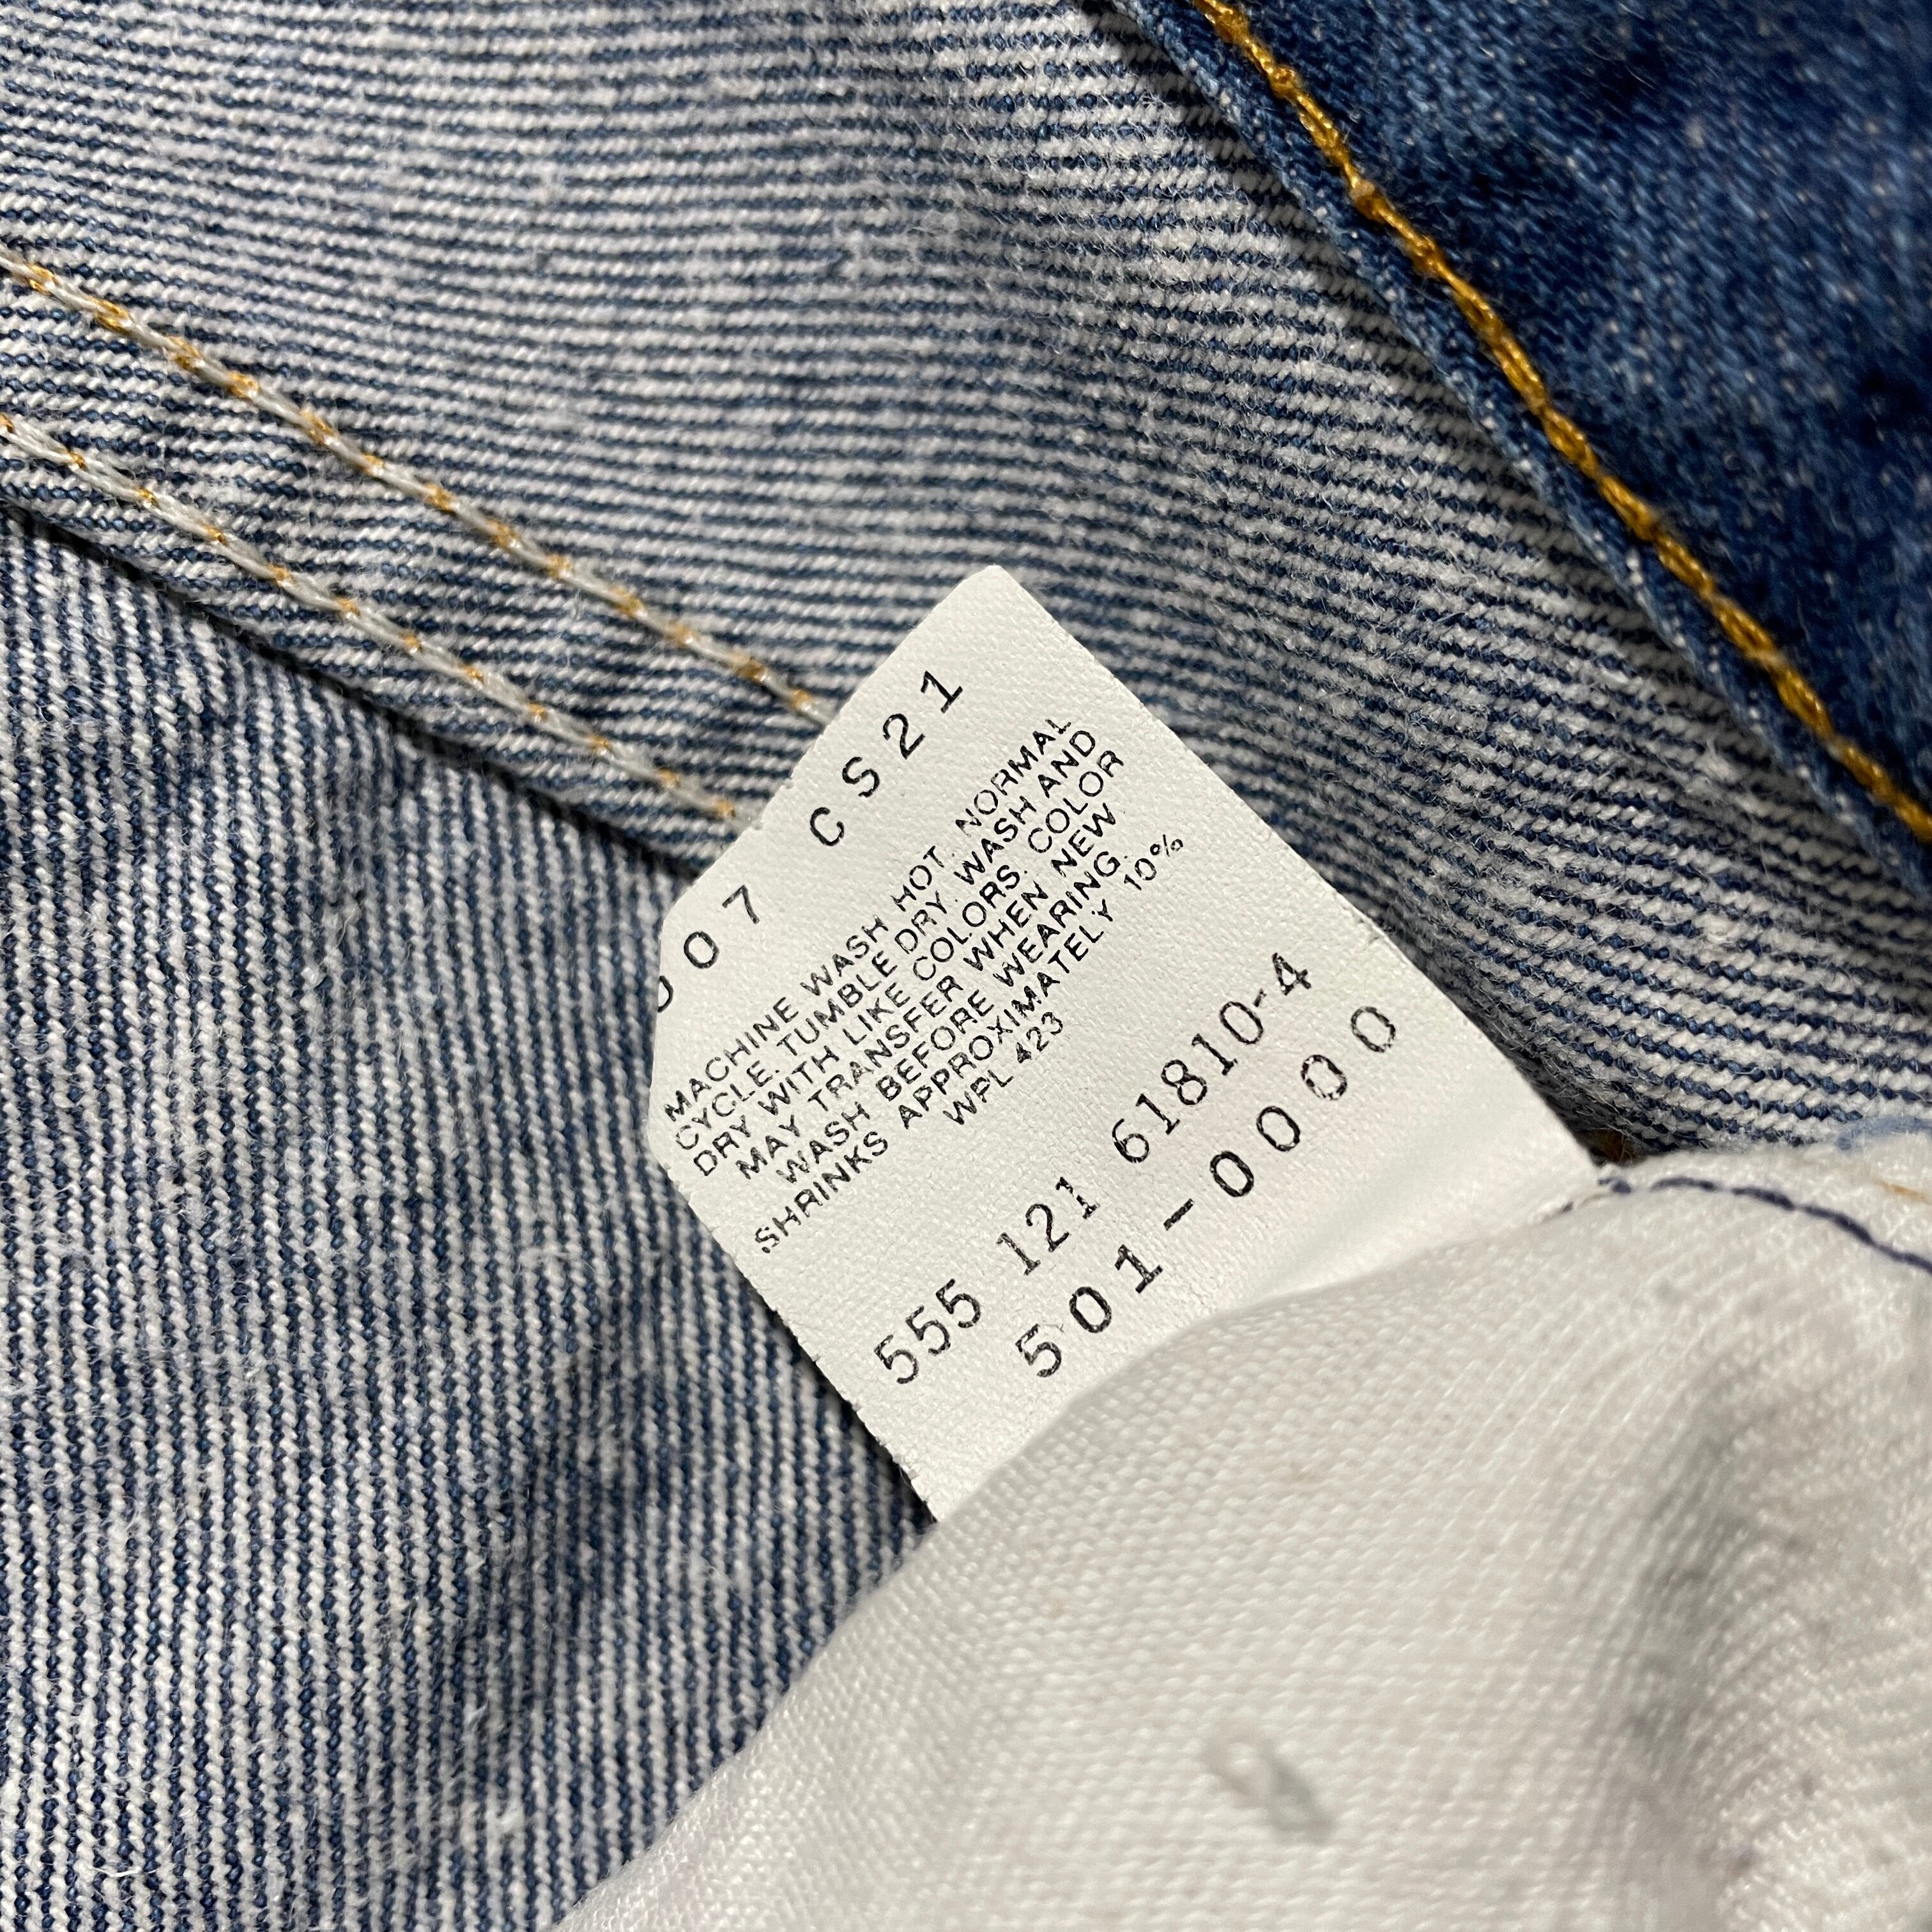 007 CS21
MACHINE WASH HOT. NORMAL
CYCLE. TUMBLE DRY. WASH AND
DRY WITH LIKE COLORS. COLOR
MAY TRANSFER WHEN NEW.
WASH BEFORE WEARING.
SHRINKS APPROXIMATELY 10%
WPL 423
555 121 61810-4
501-0000